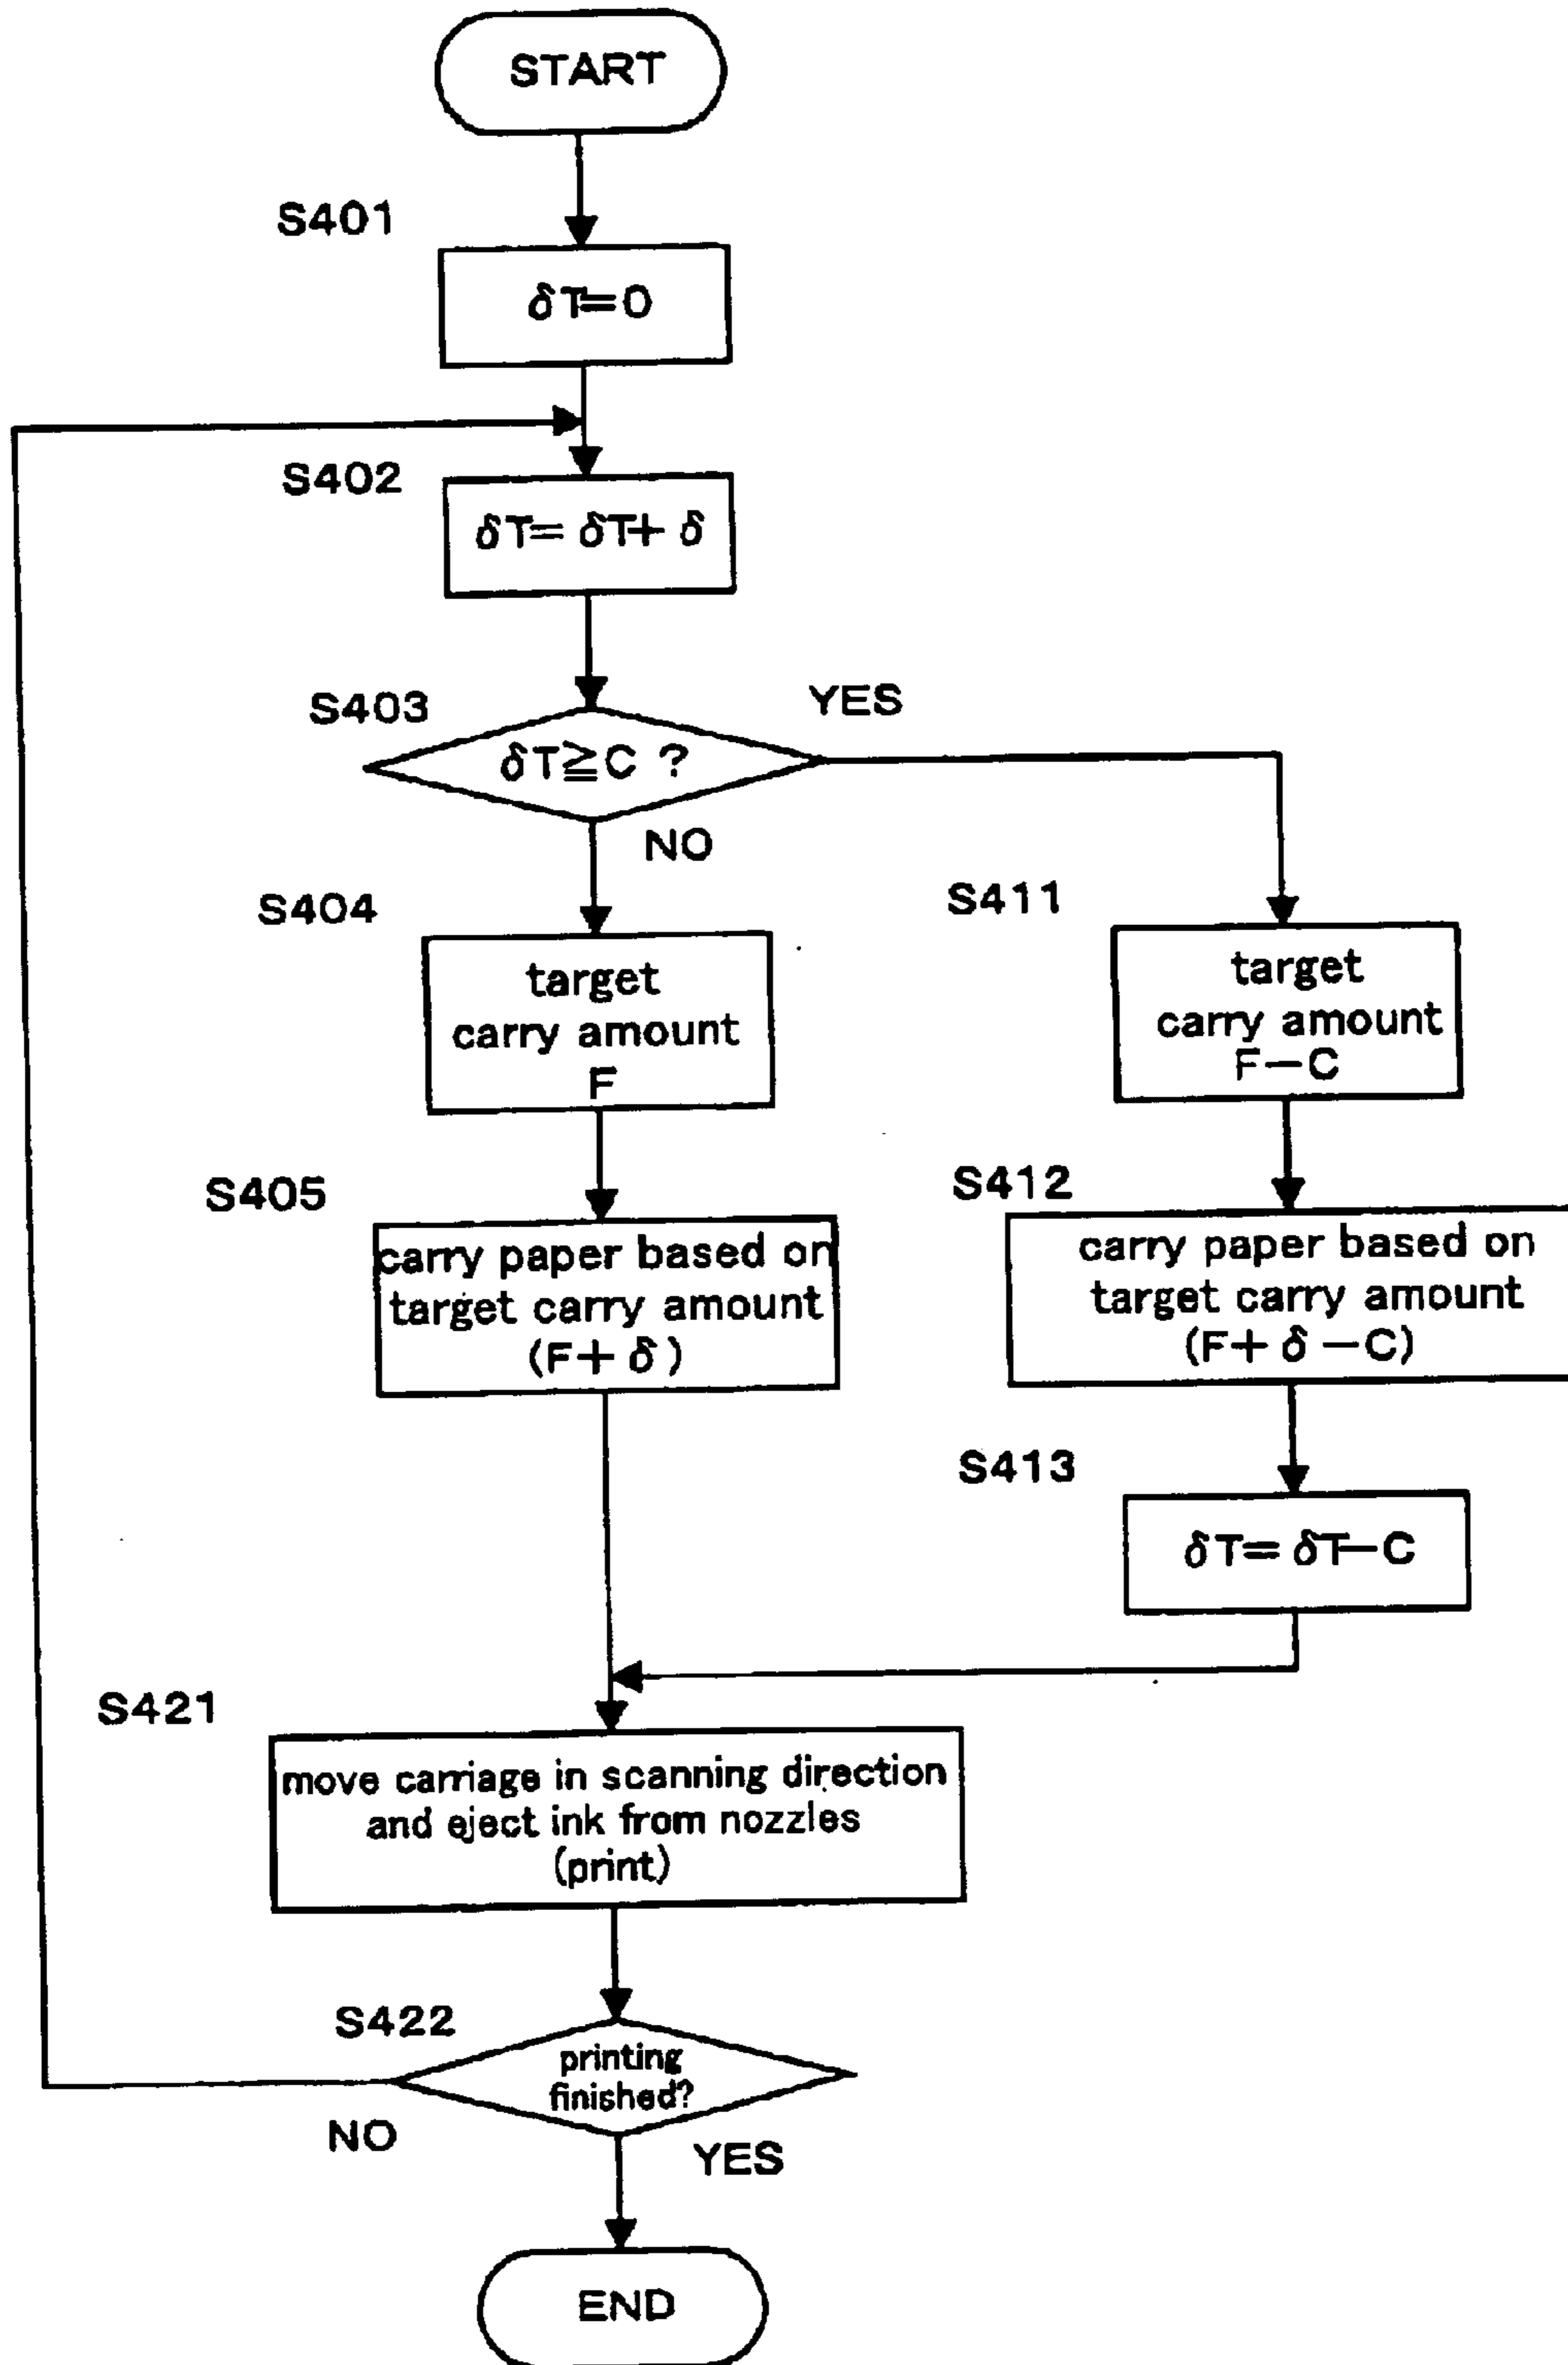 START
S401
δT=0
S402
δT= δT+ δ
S403
YES
δT≧C ?
NO
S404
target
carry amount
F
S411
target
carry amount
F-C
S405
carry paper based on
target carry amount
(F+ δ )
S412
carry paper based on
target carry amount
(F+ δ -C)
S413
δT= δT-C
S421
move carriage in scanning direction
and eject ink from nozzles
(print)
S422
printing
finished?
NO
YES
END